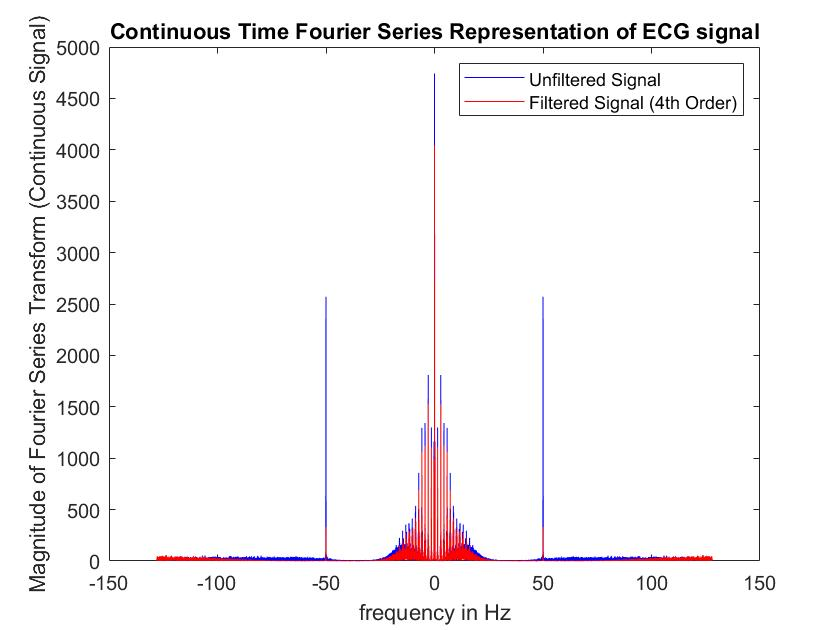 Continuous Time Fourier Series Representation of ECG signal
Magnitude of Fourier Series Transform (Continuous Signal)
5000
4500
4000
3500
3000
2500
2000
1500
1000
500
0
Unfiltered Signal
Filtered Signal (4th Order)
-150 -100 -50 0 50 100 150
frequency in Hz